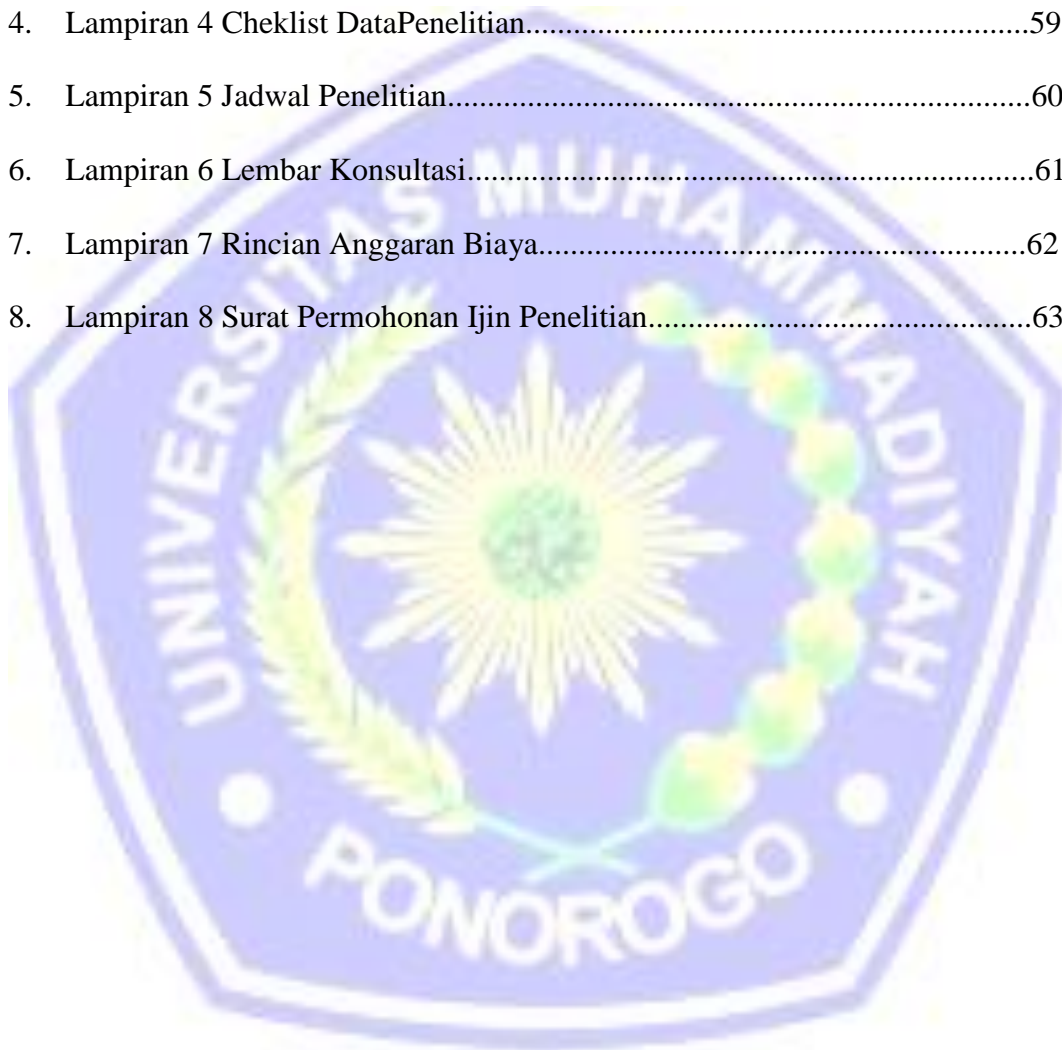 4. Lampiran 4 Cheklist DataPenelitian.................................................................59
5. Lampiran 5 Jadwal Penelitian...........................................................................60
6. Lampiran 6 Lembar Konsultasi.........................................................................61
7. Lampiran 7 Rincian Anggaran Biaya...............................................................62
8. Lampiran 8 Surat Permohonan Ijin Penelitian.................................................63
UNIVERSITAS MUHAMMADIYAH
PONOROGO